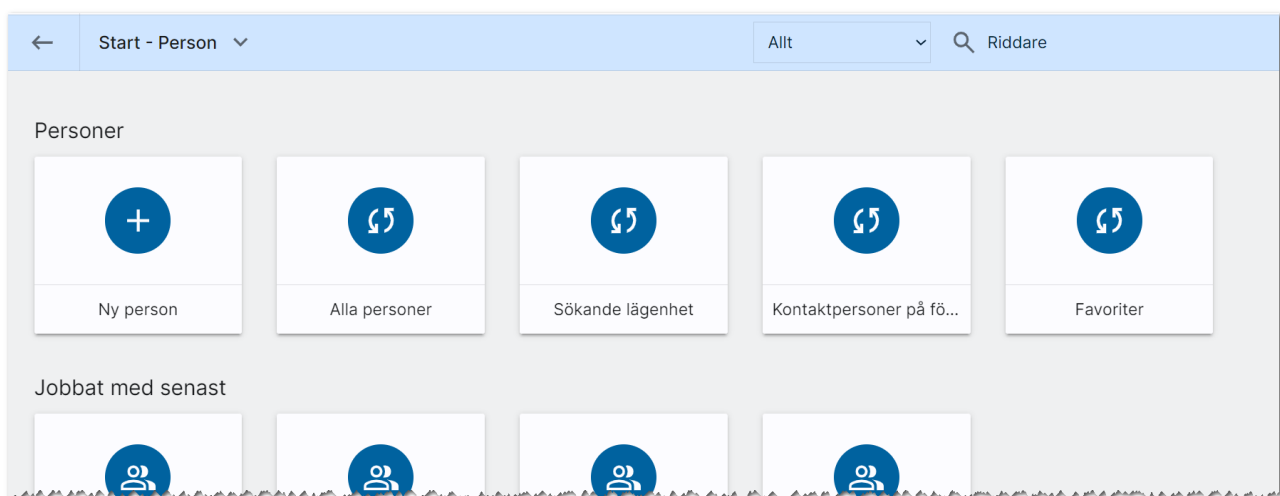 Start - Person
Allt
Riddare
Personer
Ny person
Alla personer
Sökande lägenhet
Kontaktpersoner på fö...
Favoriter
Jobbat med senast